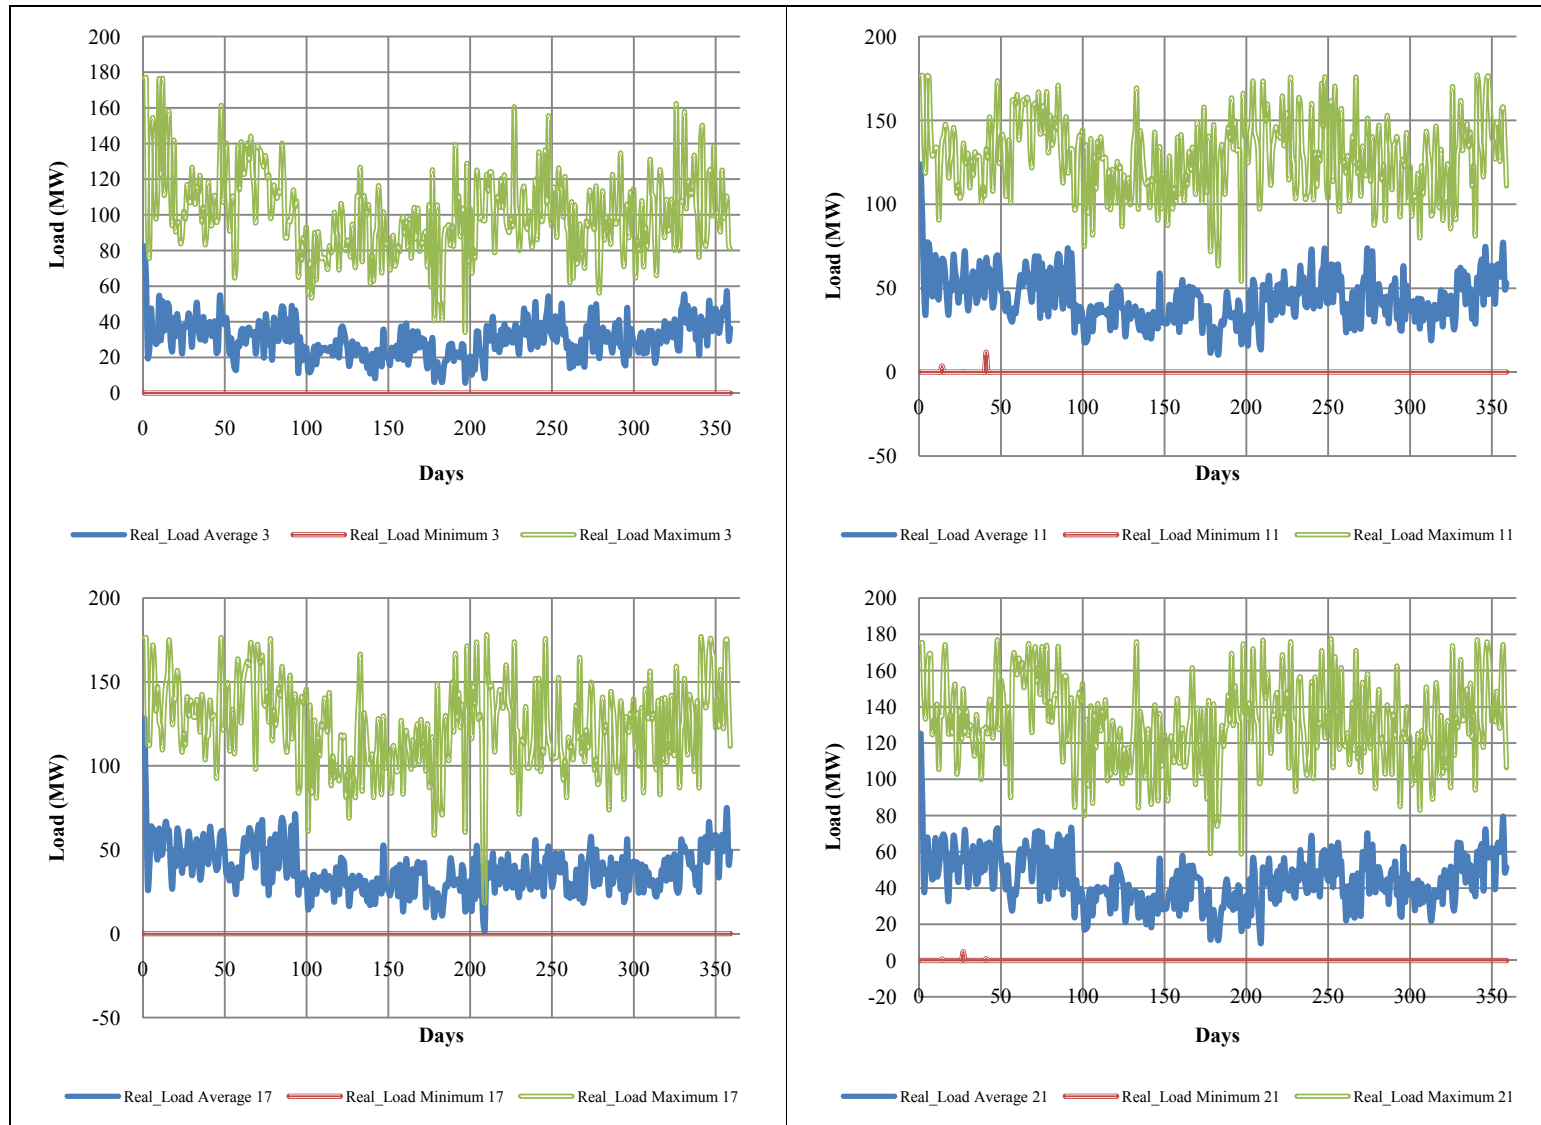 200
180
160
140
120
100
80
60
40
20
0
Load (MW)
0 50 100 150 200 250 300 350
Days
Real_Load Average 3 Real_Load Minimum 3 Real_Load Maximum 3
200
150
100
50
0
-50
Load (MW)
0 50 100 150 200 250 300 350
Days
Real_Load Average 11 Real_Load Minimum 11 Real_Load Maximum 11
200
150
100
50
0
-50
Load (MW)
0 50 100 150 200 250 300 350
Days
Real_Load Average 17 Real_Load Minimum 17 Real_Load Maximum 17
200
180
160
140
120
100
80
60
40
20
0
-20
Load (MW)
0 50 100 150 200 250 300 350
Days
Real_Load Average 21 Real_Load Minimum 21 Real_Load Maximum 21